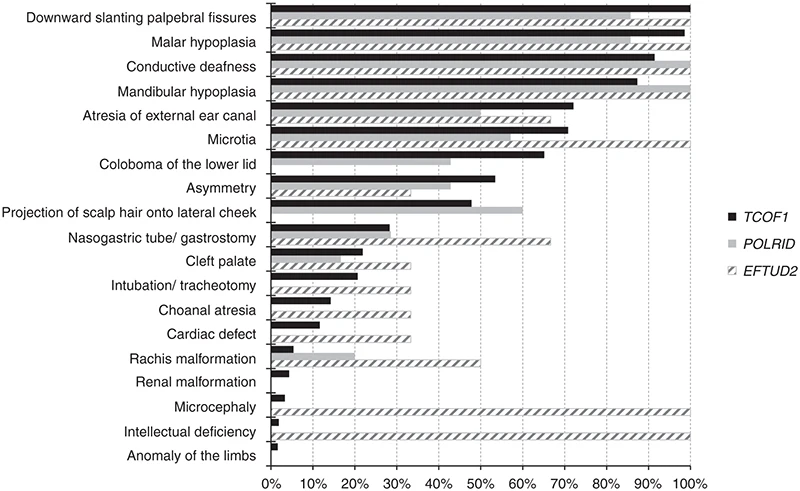 Downward slanting palpebral fissures
Malar hypoplasia
Conductive deafness
Mandibular hypoplasia
Atresia of external ear canal
Microtia
Coloboma of the lower lid
Asymmetry
Projection of scalp hair onto lateral cheek
Nasogastric tube/ gastrostomy
Cleft palate
Intubation/ tracheotomy
Choanal atresia
Cardiac defect
Rachis malformation
Renal malformation
Microcephaly
Intellectual deficiency
Anomaly of the limbs
0% 10% 20% 30% 40% 50% 60% 70% 80% 90% 100%
TCOF1
POLRID
EFTUD2